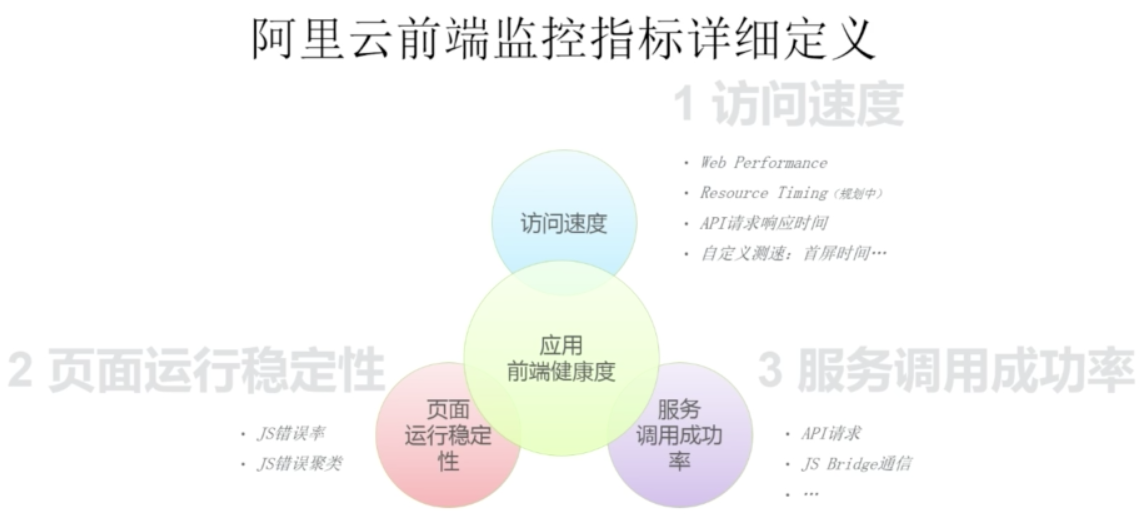 阿里云前端监控指标详细定义
1 访问速度
• Web Performance
• Resource Timing（规划中）
• API请求响应时间
• 自定义测速：首屏时间…
访问速度
应用
前端健康度
2 页面运行稳定性
• JS错误率
• JS错误聚类
页面
运行稳定
性
服务
调用成功
率
3 服务调用成功率
• API请求
• JS Bridge通信
• …